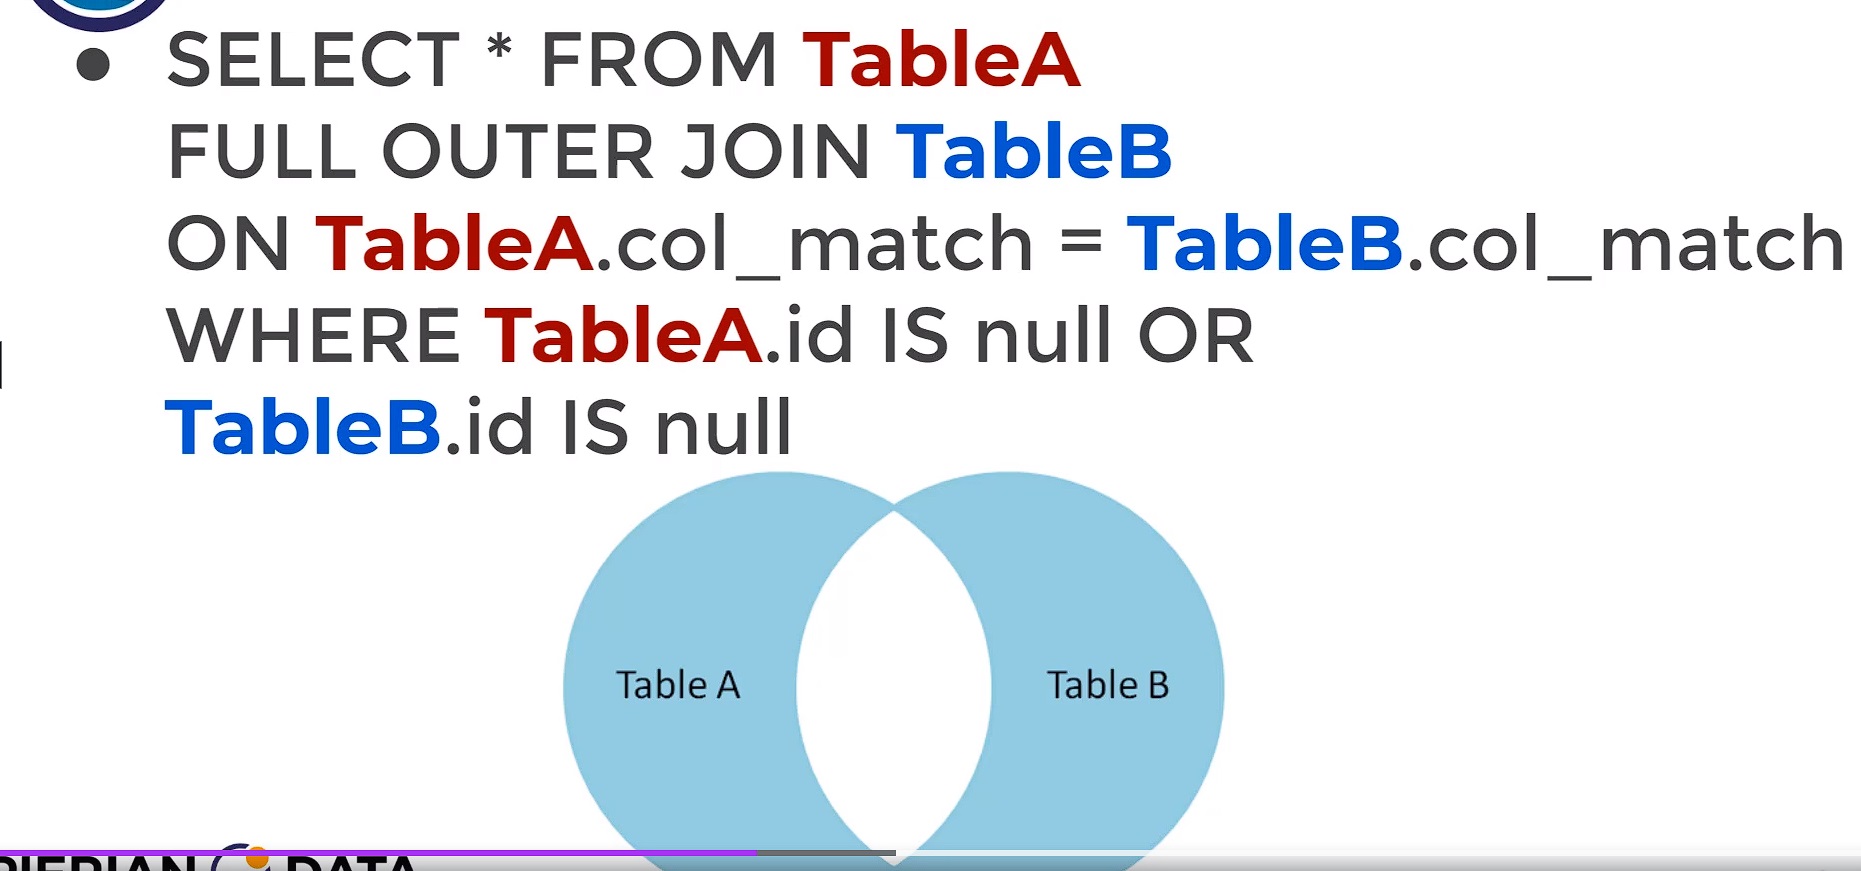 ● SELECT * FROM TableA
FULL OUTER JOIN TableB
ON TableA.col_match = TableB.col_match
WHERE TableA.id IS null OR
TableB.id IS null
Table A
Table B
PIERIAN DATA